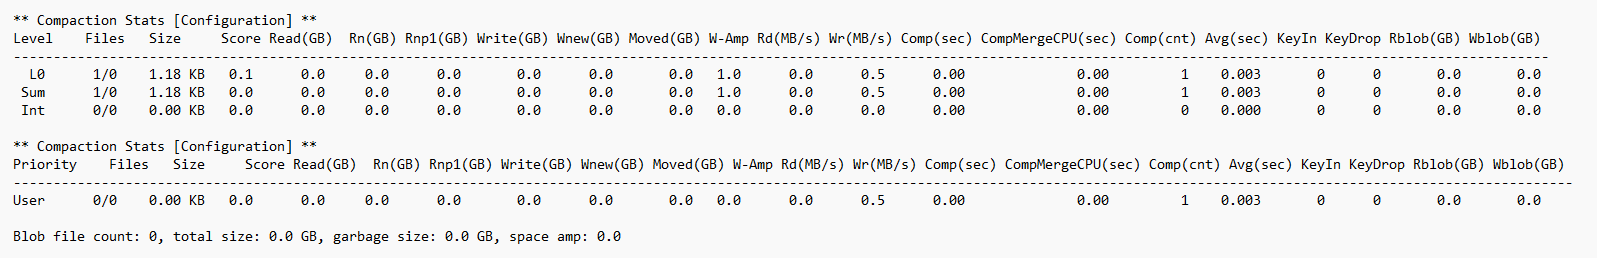 ** Compaction Stats [Configuration] **
Level    Files   Size     Score Read(GB)  Rn(GB) Rnp1(GB) Write(GB) Wnew(GB) Moved(GB) W-Amp Rd(MB/s) Wr(MB/s) Comp(sec) CompMergeCPU(sec) Comp(cnt) Avg(sec) KeyIn KeyDrop Rblob(GB) Wblob(GB)
------------------------------------------------------------------------------------------------------------------------------------------------------------------------------------------------
  L0      1/0    1.18 KB   0.1      0.0     0.0      0.0       0.0      0.0       0.0   1.0      0.0      0.5      0.00              0.00         1    0.003       0      0       0.0       0.0
 Sum      1/0    1.18 KB   0.0      0.0     0.0      0.0       0.0      0.0       0.0   1.0      0.0      0.5      0.00              0.00         1    0.003       0      0       0.0       0.0
 Int      0/0    0.00 KB   0.0      0.0     0.0      0.0       0.0      0.0       0.0   0.0      0.0      0.0      0.00              0.00         0    0.000       0      0       0.0       0.0
** Compaction Stats [Configuration] **
Priority    Files   Size     Score Read(GB)  Rn(GB) Rnp1(GB) Write(GB) Wnew(GB) Moved(GB) W-Amp Rd(MB/s) Wr(MB/s) Comp(sec) CompMergeCPU(sec) Comp(cnt) Avg(sec) KeyIn KeyDrop Rblob(GB) Wblob(GB)
---------------------------------------------------------------------------------------------------------------------------------------------------------------------------------------------------
User      0/0    0.00 KB   0.0      0.0     0.0      0.0       0.0      0.0       0.0   0.0      0.0      0.5      0.00              0.00         1    0.003       0      0       0.0       0.0
Blob file count: 0, total size: 0.0 GB, garbage size: 0.0 GB, space amp: 0.0